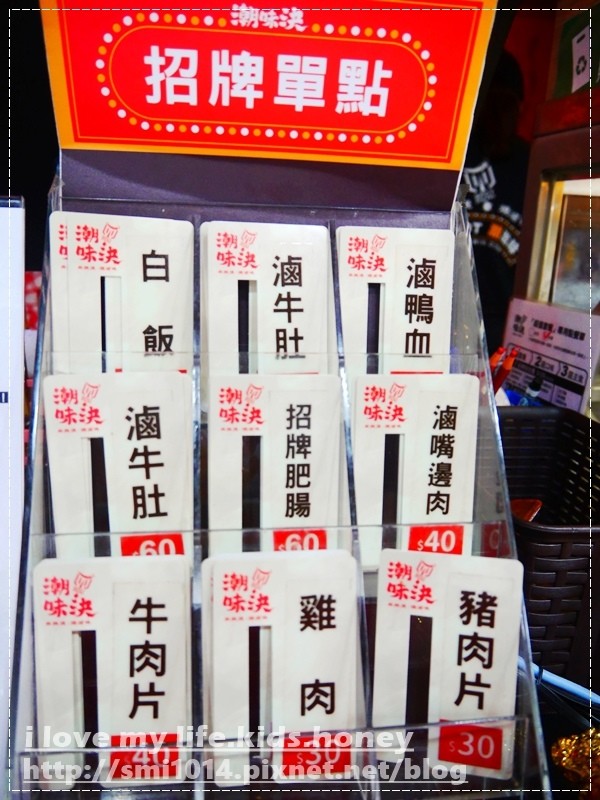 潮味決
招牌單點
潮味決
白飯
潮味決
滷牛肚
潮味決
滷鴨血
潮味決
滷牛肚
$60
潮味決
招牌肥腸
$60
潮味決
滷嘴邊肉
$40
潮味決
牛肉片
40
潮味決
雞肉
$30
潮味決
豬肉片
$30
i love my life.kids.honey
http://smi1014.pixnet.net/blog